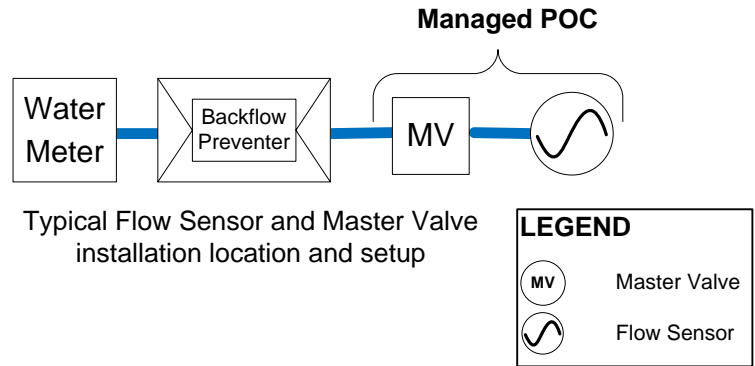 Managed POC
Water
Meter
Backflow
Preventer
MV
Typical Flow Sensor and Master Valve
installation location and setup
LEGEND
MV Master Valve
Flow Sensor